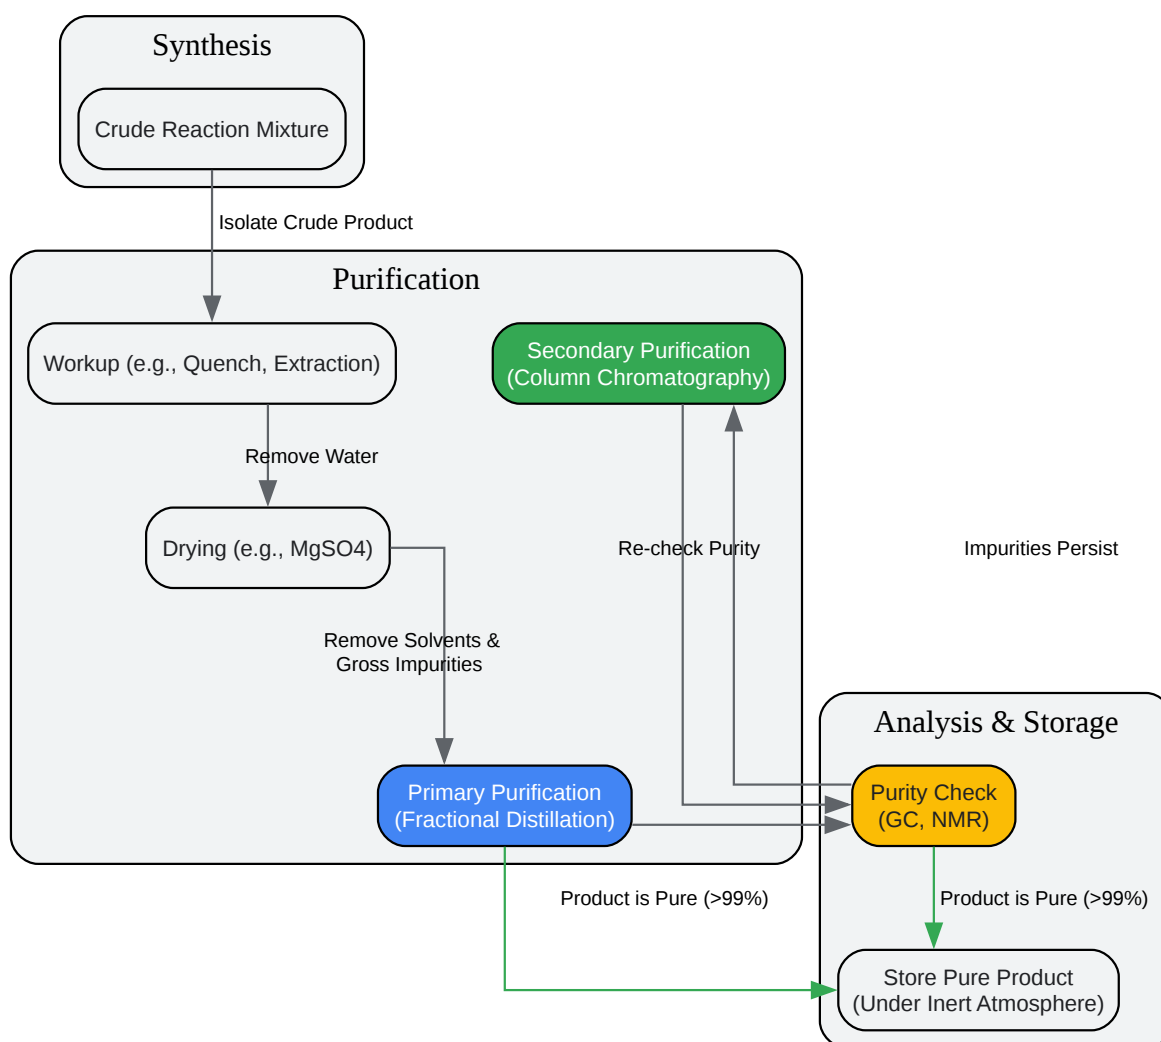 Synthesis
Crude Reaction Mixture
Isolate Crude Product
Purification
Workup (e.g., Quench, Extraction)
Secondary Purification
(Column Chromatography)
Remove Water
Drying (e.g., MgSO4)
Re-check Purity
Impurities Persist
Remove Solvents &
Gross Impurities
Analysis & Storage
Primary Purification
(Fractional Distillation)
Purity Check
(GC, NMR)
Product is Pure (>99%)
Product is Pure (>99%)
Store Pure Product
(Under Inert Atmosphere)